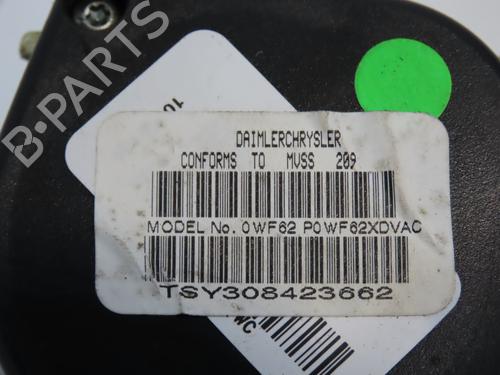 B-PARTS
DAIMLERCHRYSLER
CONFORMS TO MVSS 209
MODEL No. 0WF62 P0WF62XDVAC
TSY308423662